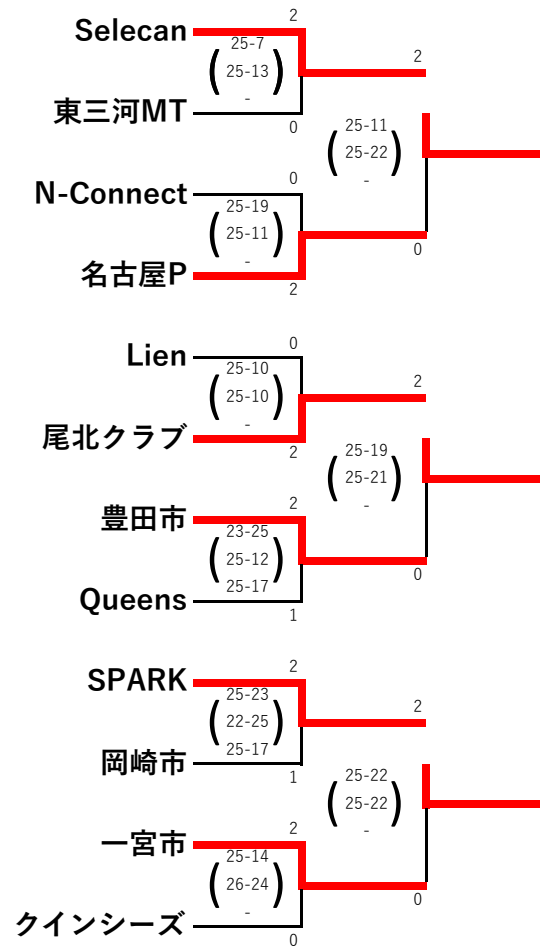 2
Selecan
25-7
2
( 25-13 )
-
東三河MT
0
25-11
( 25-22 )
-
N-Connect
0
25-19
( 25-11 )
-
0
名古屋P
2
Lien
0
25-10
2
( 25-10 )
-
尾北クラブ
2
25-19
( 25-21 )
-
2
豊田市
23-25
( 25-12 )
0
25-17
Queens
1
2
SPARK
25-23
2
( 22-25 )
25-17
岡崎市
1
25-22
( 25-22 )
-
2
一宮市
25-14
( 26-24 )
0
-
クインシーズ
0